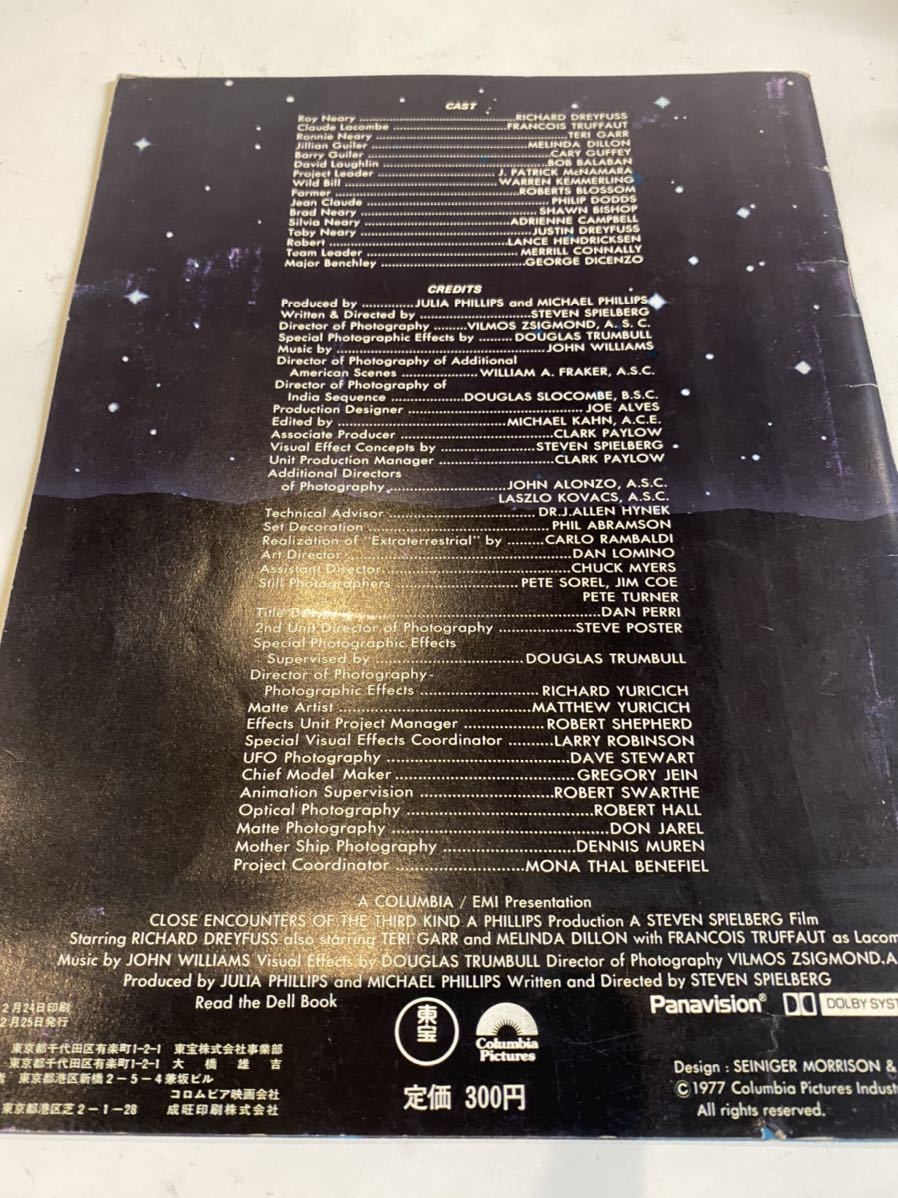 CAST
Roy Neary ........ RICHARD DREYFUSS
Claude Lacombe ........ FRANCOIS TRUFFAUT
Ronnie Neary ........ TERI GARR
Jillian Guiler ........ MELINDA DILLON
Barry Guiler ........ CARY GUFFEY
David Laughlin ........ BOB BALABAN
Project Leader ........ J. PATRICK McNAMARA
Wild Bill ........ WARREN KEMMERLING
Farmer ........ ROBERTS BLOSSOM
Jean Claude ........ PHILIP DODDS
Brad Neary ........ SHAWN BISHOP
Silvia Neary ........ ADRIENNE CAMPBELL
Toby Neary ........ JUSTIN DREYFUSS
Robert ........ LANCE HENDRICKSEN
Team Leader ........ MERRILL CONNALLY
Major Benchley ........ GEORGE DICENZO
CREDITS
Produced by ........ JULIA PHILLIPS and MICHAEL PHILLIPS
Written & Directed by ........ STEVEN SPIELBERG
Director of Photography ........ VILMOS ZSIGMOND, A. S. C.
Special Photographic Effects by ........ DOUGLAS TRUMBULL
Music by ........ JOHN WILLIAMS
Director of Photography of Additional
American Scenes ........ WILLIAM A. FRAKER, A.S.C.
Director of Photography of
India Sequence ........ DOUGLAS SLOCOMBE, B.S.C.
Production Designer ........ JOE ALVES
Edited by ........ MICHAEL KAHN, A.C.E.
Associate Producer ........ CLARK PAYLOW
Visual Effect Concepts by ........ STEVEN SPIELBERG
Unit Production Manager ........ CLARK PAYLOW
Additional Directors
of Photography ........ JOHN ALONZO, A.S.C.
LASZLO KOVACS, A.S.C.
Technical Advisor ........ DR.J.ALLEN HYNEK
Set Decoration ........ PHIL ABRAMSON
Realization of "Extraterrestrial" by ........ CARLO RAMBALDI
Art Director ........ DAN LOMINO
Assistant Director ........ CHUCK MYERS
Still Photographers ........ PETE SOREL, JIM COE
PETE TURNER
Title ........ DAN PERRI
2nd Unit Director of Photography ........ STEVE POSTER
Special Photographic Effects
Supervised by ........ DOUGLAS TRUMBULL
Director of Photography-
Photographic Effects ........ RICHARD YURICICH
Matte Artist ........ MATTHEW YURICICH
Effects Unit Project Manager ........ ROBERT SHEPHERD
Special Visual Effects Coordinator ........ LARRY ROBINSON
UFO Photography ........ DAVE STEWART
Chief Model Maker ........ GREGORY JEIN
Animation Supervision ........ ROBERT SWARTHE
Optical Photography ........ ROBERT HALL
Matte Photography ........ DON JAREL
Mother Ship Photography ........ DENNIS MUREN
Project Coordinator ........ MONA THAL BENEFIEL
A COLUMBIA / EMI Presentation
CLOSE ENCOUNTERS OF THE THIRD KIND A PHILLIPS Production A STEVEN SPIELBERG Film
Starring RICHARD DREYFUSS also starring TERI GARR and MELINDA DILLON with FRANCOIS TRUFFAUT as Lacom
Music by JOHN WILLIAMS Visual Effects by DOUGLAS TRUMBULL Director of Photography VILMOS ZSIGMOND.A.
Produced by JULIA PHILLIPS and MICHAEL PHILLIPS Written and Directed by STEVEN SPIELBERG
Read the Dell Book
Panavision® DOLBY SYST
2月24日印刷
2月25日発行
東京都千代田区有楽町1-2-1 東宝株式会社事業部
東京都千代田区有楽町1-2-1 大橋雄吉
者 東京都港区新橋2-5-4兼坂ビル
コロムビア映画会社
東京都港区芝2-1-28 成旺印刷株式会社
東宝
Columbia
Pictures
定価 300円
Design : SEINIGER MORRISON &
©1977 Columbia Pictures Indust
All rights reserved.